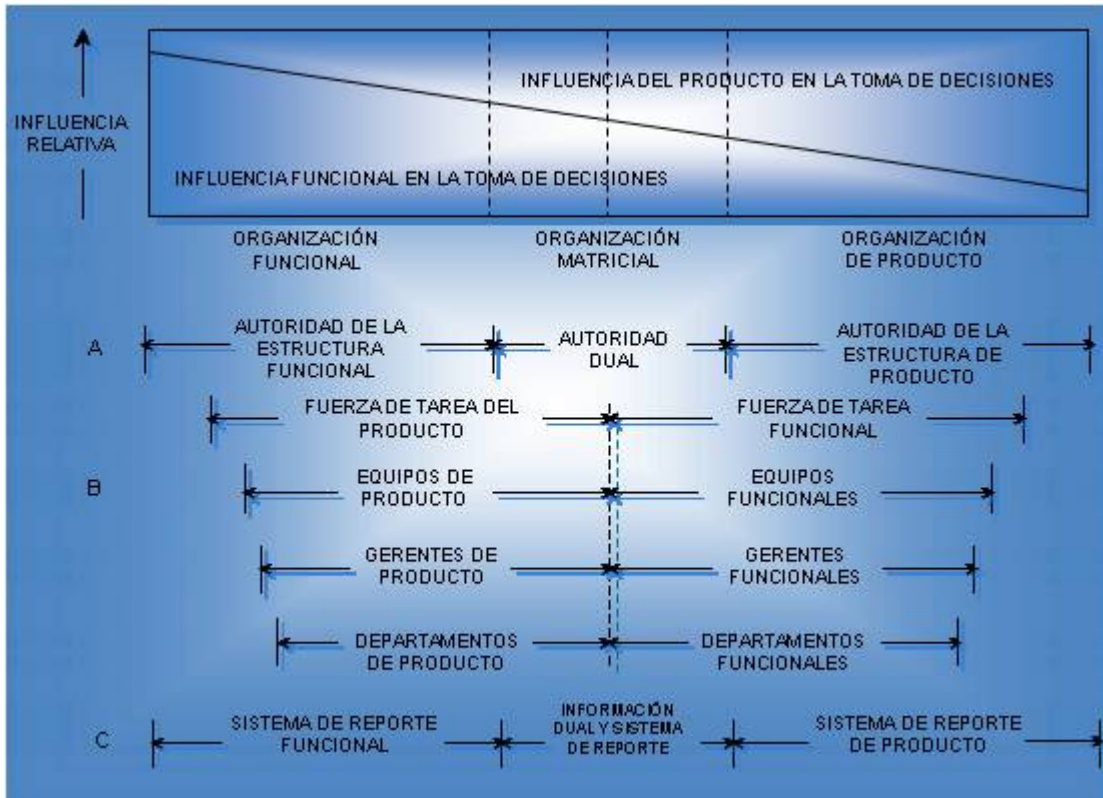 INFLUENCIA
RELATIVA
INFLUENCIA DEL PRODUCTO EN LA TOMA DE DECISIONES
INFLUENCIA FUNCIONAL EN LA TOMA DE DECISIONES
ORGANIZACIÓN
FUNCIONAL
ORGANIZACIÓN
MATRICIAL
ORGANIZACIÓN
DE PRODUCTO
A
AUTORIDAD DE LA
ESTRUCTURA
FUNCIONAL
AUTORIDAD
DUAL
AUTORIDAD DE LA
ESTRUCTURA DE
PRODUCTO
FUERZA DE TAREA DEL
PRODUCTO
FUERZA DE TAREA
FUNCIONAL
B
EQUIPOS DE
PRODUCTO
EQUIPOS
FUNCIONALES
GERENTES DE
PRODUCTO
GERENTES
FUNCIONALES
DEPARTAMENTOS
DE PRODUCTO
DEPARTAMENTOS
FUNCIONALES
C
SISTEMA DE REPORTE
FUNCIONAL
INFORMACIÓN
DUAL Y SISTEMA
DE REPORTE
SISTEMA DE REPORTE
DE PRODUCTO